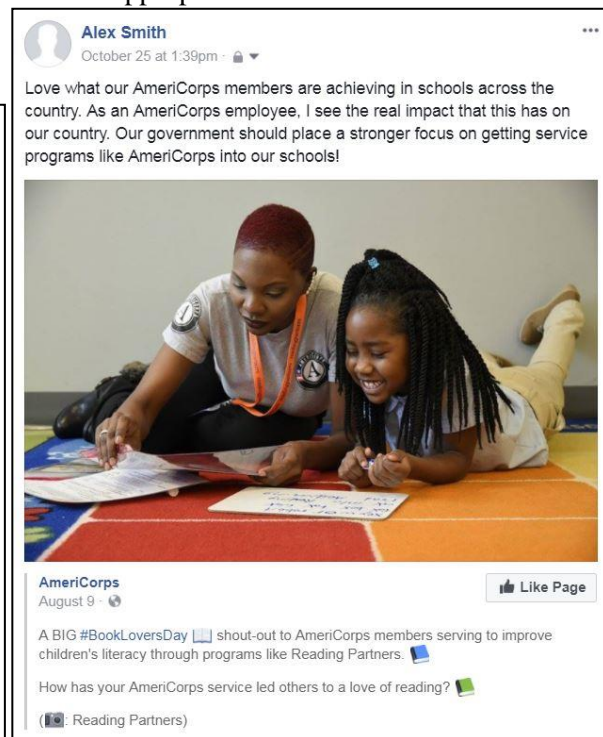 Alex Smith
October 25 at 1:39pm
Love what our AmeriCorps members are achieving in schools across the
country. As an AmeriCorps employee, I see the real impact that this has on
our country. Our government should place a stronger focus on getting service
programs like AmeriCorps into our schools!
A
AmeriCorps
Like Page
August 9
A BIG #BookLoversDay 📖 shout-out to AmeriCorps members serving to improve
children's literacy through programs like Reading Partners. 📘
How has your AmeriCorps service led others to a love of reading? 📗
(📷: Reading Partners)